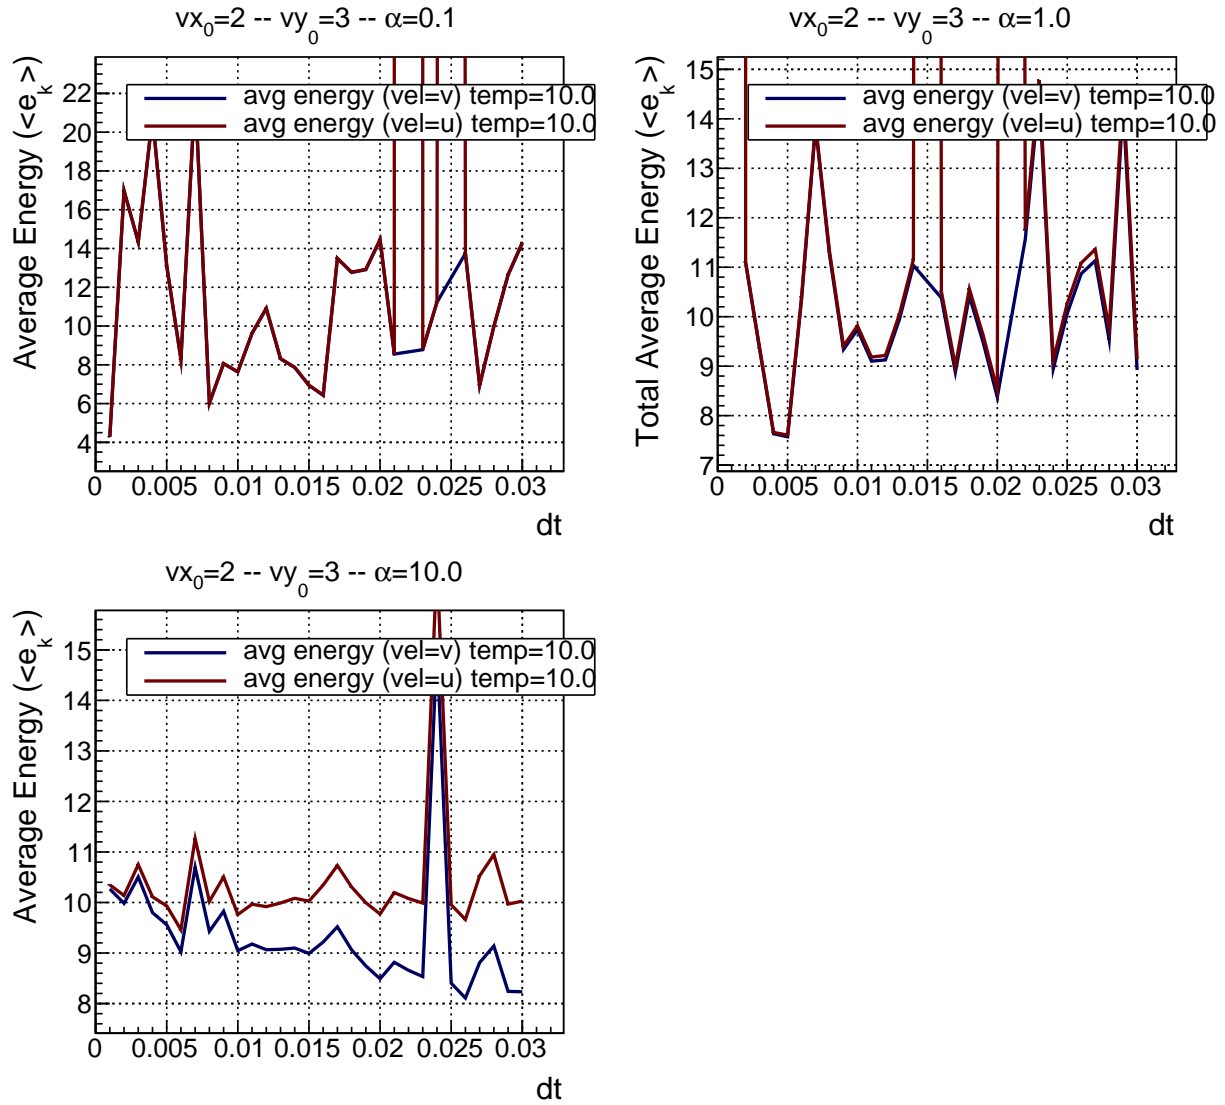 vx0=2 -- vy0=3 -- α=0.1
Average Energy (<ek>)
22
20
18
16
14
12
10
8
6
4
avg energy (vel=v) temp=10.0
avg energy (vel=u) temp=10.0
0 0.005 0.01 0.015 0.02 0.025 0.03
dt
vx0=2 -- vy0=3 -- α=1.0
Total Average Energy (<ek>)
15
14
13
12
11
10
9
8
7
avg energy (vel=v) temp=10.0
avg energy (vel=u) temp=10.0
0 0.005 0.01 0.015 0.02 0.025 0.03
dt
vx0=2 -- vy0=3 -- α=10.0
Average Energy (<ek>)
15
14
13
12
11
10
9
8
avg energy (vel=v) temp=10.0
avg energy (vel=u) temp=10.0
0 0.005 0.01 0.015 0.02 0.025 0.03
dt